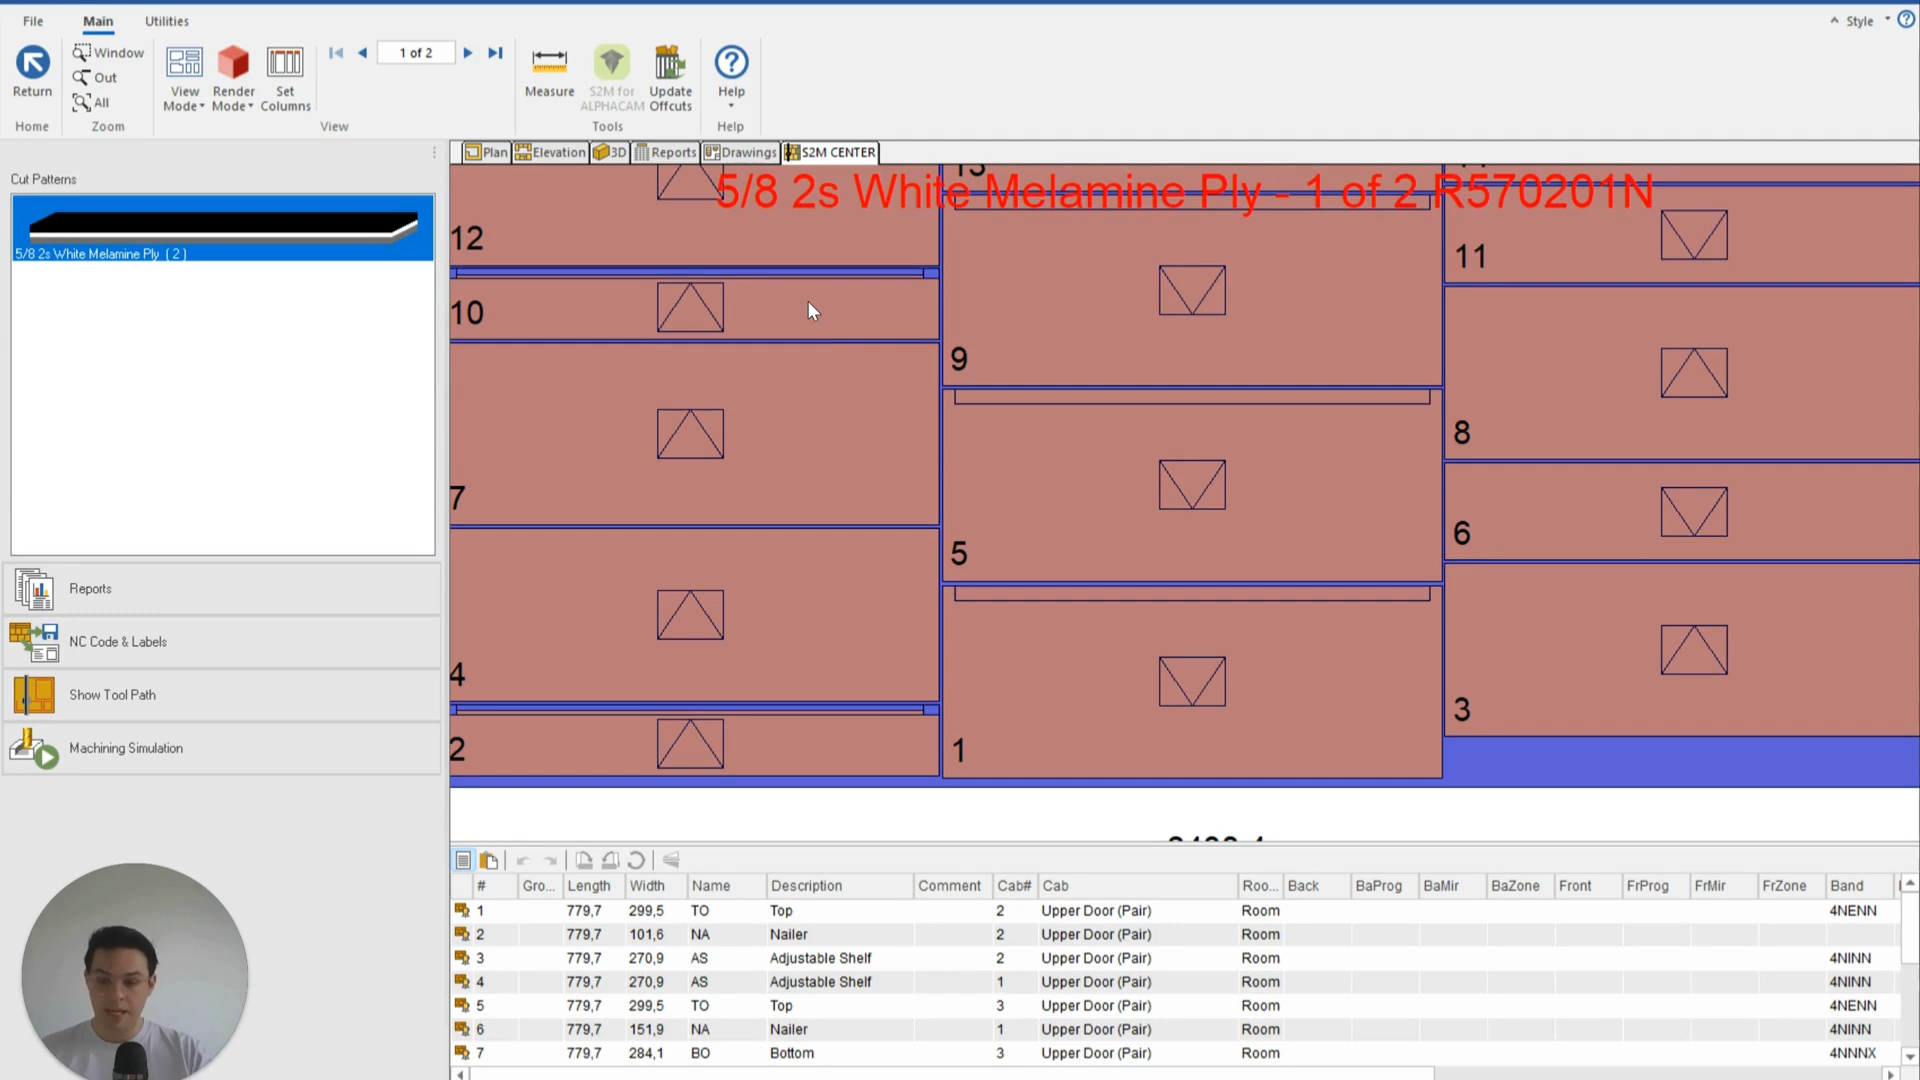 File Main Utilities Style
Return
Window
Out
All
View Mode
Render Mode
Set Columns
1 of 2
Measure
S2M for ALPHACAM
Update Offcuts
Help
Home Zoom View Tools Help
Plan Elevation 3D Reports Drawings S2M CENTER
Cut Patterns
5/8 2s White Melamine Ply ( 2 )
Reports
NC Code & Labels
Show Tool Path
Machining Simulation
5/8 2s White Melamine Ply - 1 of 2 R570201N
12
10
7
4
2
13
9
5
1
11
8
6
3
# Gro... Length Width Name Description Comment Cab# Cab Roo... Back BaProg BaMir BaZone Front FrProg FrMir FrZone Band
1 779,7 299,5 TO Top 2 Upper Door (Pair) Room 4NENN
2 779,7 101,6 NA Nailer 2 Upper Door (Pair) Room
3 779,7 270,9 AS Adjustable Shelf 2 Upper Door (Pair) Room 4NINN
4 779,7 270,9 AS Adjustable Shelf 1 Upper Door (Pair) Room 4NINN
5 779,7 299,5 TO Top 3 Upper Door (Pair) Room 4NENN
6 779,7 151,9 NA Nailer 1 Upper Door (Pair) Room 4NINN
7 779,7 284,1 BO Bottom 3 Upper Door (Pair) Room 4NNNX